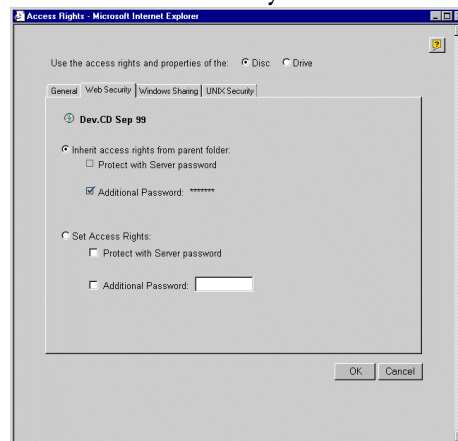 Access Rights - Microsoft Internet Explorer
?
Use the access rights and properties of the: Disc Drive
General Web Security Windows Sharing UNIX Security
Dev.CD Sep 99
Inherit access rights from parent folder:
Protect with Server password
Additional Password: *******
Set Access Rights:
Protect with Server password
Additional Password:
OK Cancel